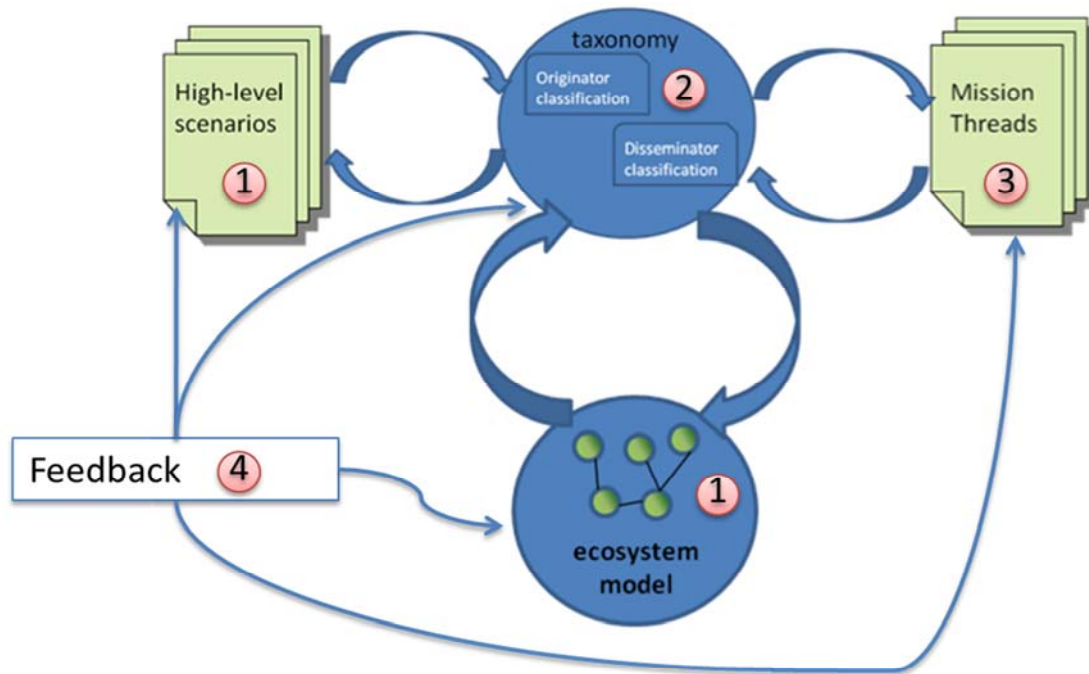 High-level
scenarios
1
taxonomy
Originator
classification
2
Disseminator
classification
Mission
Threads
3
Feedback 4
1
ecosystem
model